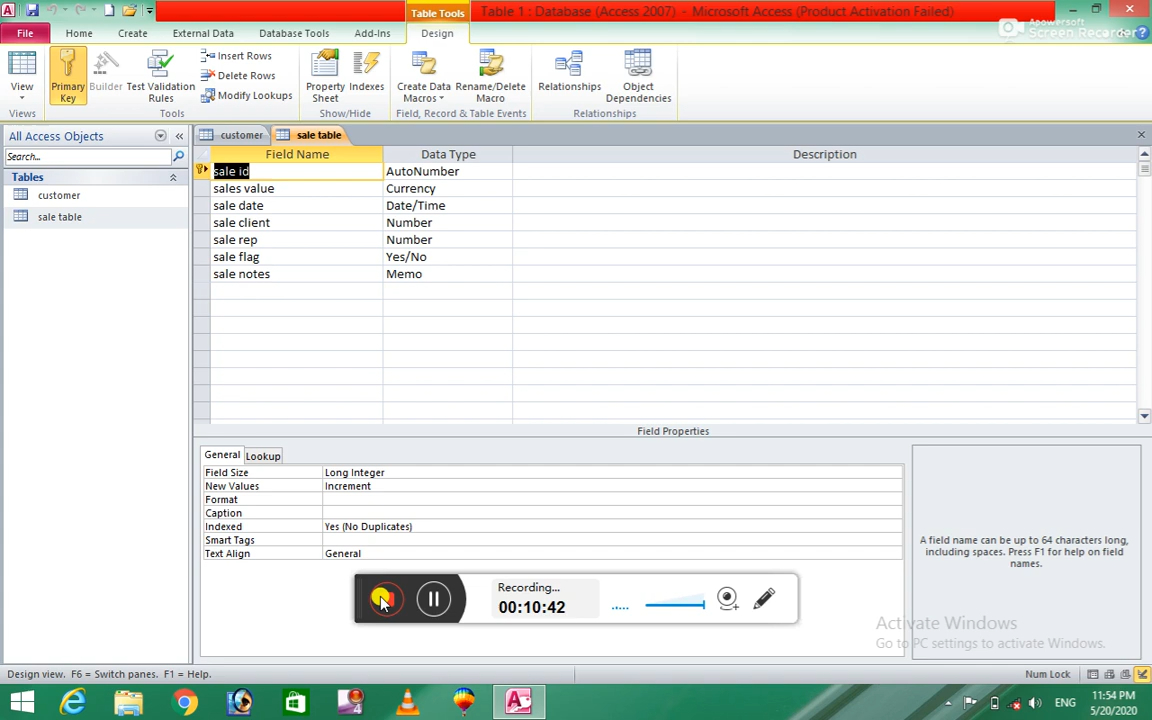 Table Tools
Table 1 : Database (Access 2007) - Microsoft Access (Product Activation Failed)
File
Home
Create
External Data
Database Tools
Add-Ins
Design
Apowersoft
Screen Recorder
View
Primary
Key
Builder
Test Validation
Rules
Insert Rows
Delete Rows
Modify Lookups
Property
Sheet
Indexes
Create Data
Macros
Rename/Delete
Macro
Relationships
Object
Dependencies
Views
Tools
Show/Hide
Field, Record & Table Events
Relationships
All Access Objects
Search...
Tables
customer
sale table
customer
sale table
Field Name
Data Type
Description
sale id
AutoNumber
sales value
Currency
sale date
Date/Time
sale client
Number
sale rep
Number
sale flag
Yes/No
sale notes
Memo
Field Properties
General
Lookup
Field Size
Long Integer
New Values
Increment
Format
Caption
Indexed
Yes (No Duplicates)
Smart Tags
Text Align
General
A field name can be up to 64 characters long,
including spaces. Press F1 for help on field
names.
Recording...
00:10:42
Activate Windows
Go to PC settings to activate Windows.
Design view. F6 = Switch panes. F1 = Help.
Num Lock
ENG
11:54 PM
5/20/2020